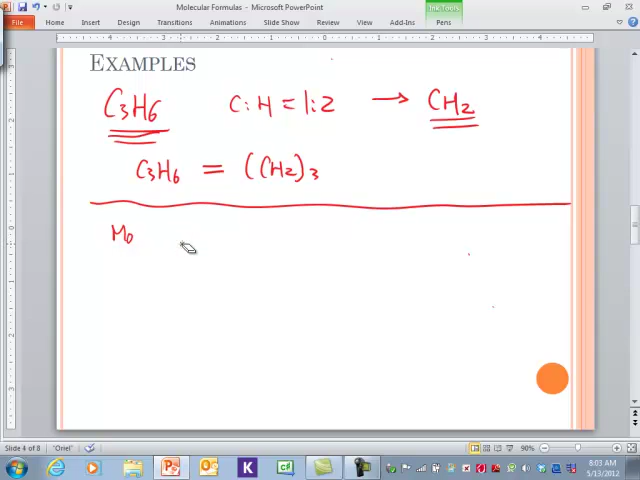 Molecular Formulas - Microsoft PowerPoint
Ink Tools
File Home Insert Design Transitions Animations Slide Show Review View Add-Ins Pens
EXAMPLES
C3H6 C:H = 1:2 → CH2
C3H6 = (CH2)3
Mo
Slide 4 of 8 "Oriel" 90%
8:03 AM
5/13/2012